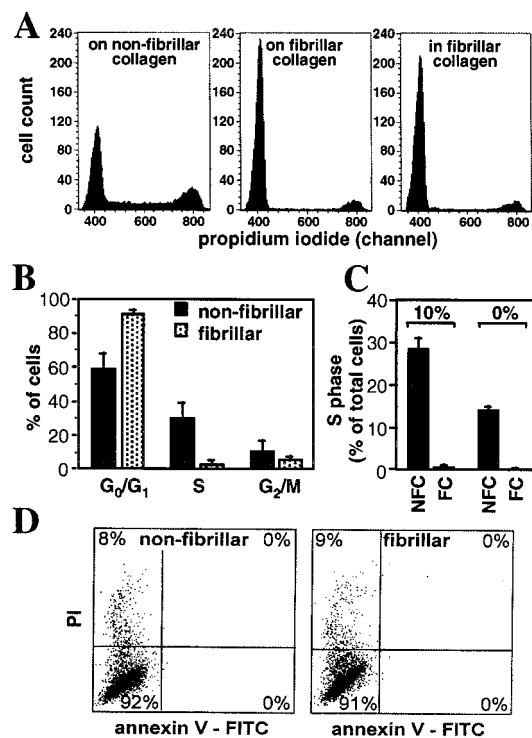 A
on non-fibrillar collagen
on fibrillar collagen
in fibrillar collagen
cell count
240
200
160
120
80
40
0
400 600 800
240
200
160
120
80
40
0
400 600 800
240
200
160
120
80
40
0
400 600 800
propidium iodide (channel)
B
% of cells
100
80
60
40
20
0
non-fibrillar
fibrillar
G0/G1 S G2/M
C
S phase
(% of total cells)
40
30
20
10
0
10% 0%
NFC FC NFC FC
D
PI
8% non-fibrillar 0%
92% 0%
annexin V - FITC
9% fibrillar 0%
91% 0%
annexin V - FITC